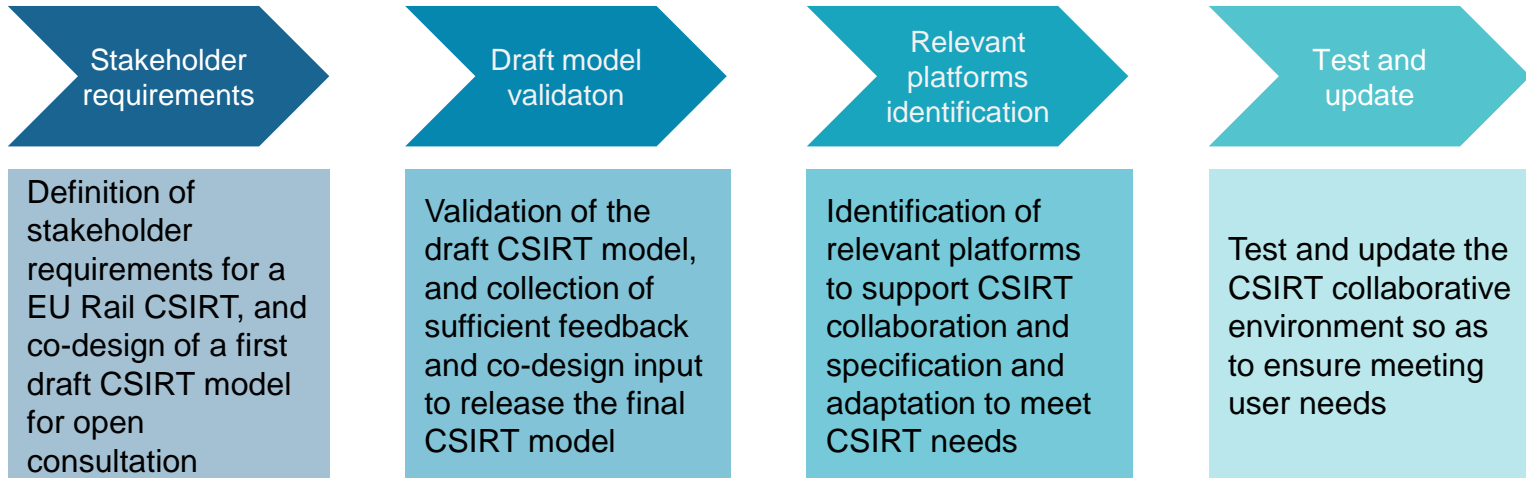 Stakeholder
requirements
Draft model
validaton
Relevant
platforms
identification
Test and
update
Definition of
stakeholder
requirements for a
EU Rail CSIRT, and
co-design of a first
draft CSIRT model
for open
consultation
Validation of the
draft CSIRT model,
and collection of
sufficient feedback
and co-design input
to release the final
CSIRT model
Identification of
relevant platforms
to support CSIRT
collaboration and
specification and
adaptation to meet
CSIRT needs
Test and update the
CSIRT collaborative
environment so as
to ensure meeting
user needs